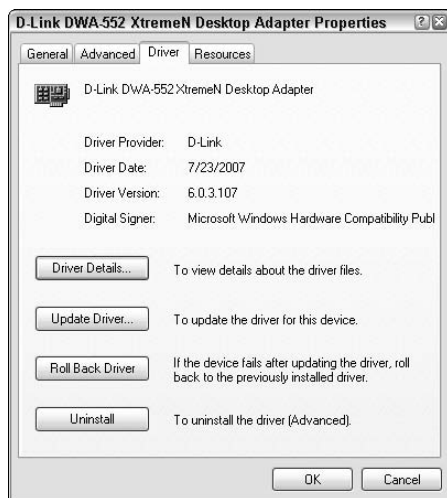 D-Link DWA-552 XtremeN Desktop Adapter Properties
General Advanced Driver Resources
D-Link DWA-552 XtremeN Desktop Adapter
Driver Provider: D-Link
Driver Date: 7/23/2007
Driver Version: 6.0.3.107
Digital Signer: Microsoft Windows Hardware Compatibility Publ
Driver Details... To view details about the driver files.
Update Driver... To update the driver for this device.
Roll Back Driver If the device fails after updating the driver, roll
back to the previously installed driver.
Uninstall To uninstall the driver (Advanced).
OK Cancel